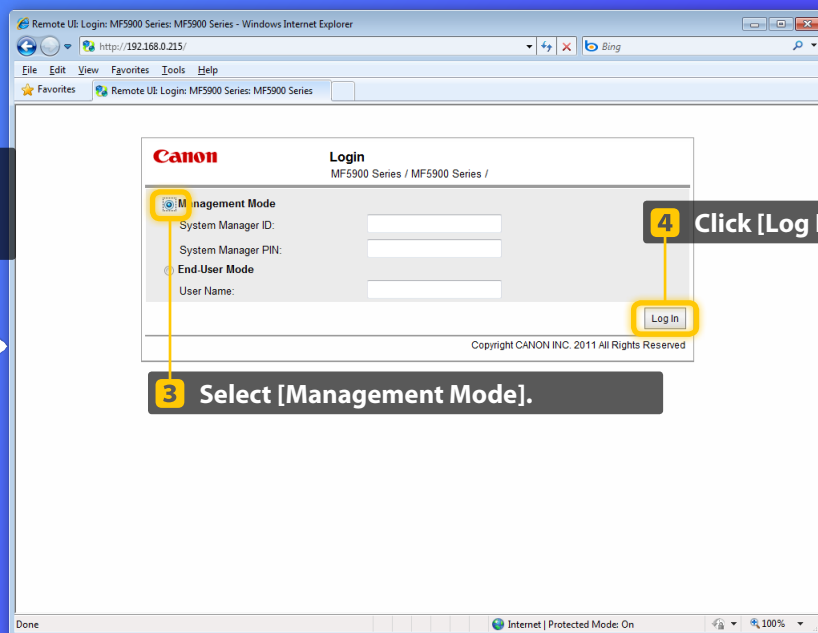 Remote UI: Login: MF5900 Series: MF5900 Series - Windows Internet Explorer
http://192.168.0.215/
Bing
File Edit View Favorites Tools Help
Favorites
Remote UI: Login: MF5900 Series: MF5900 Series
Canon
Login
MF5900 Series / MF5900 Series /
Management Mode
System Manager ID:
4 Click [Log
System Manager PIN:
End-User Mode
User Name:
Log In
Copyright CANON INC. 2011 All Rights Reserved
3 Select [Management Mode].
Done
Internet | Protected Mode: On
100%